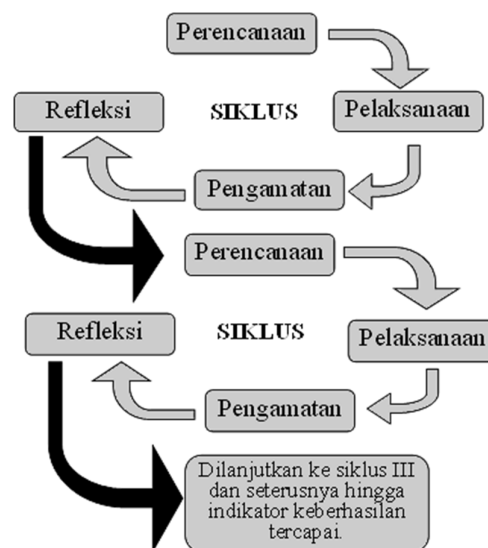 Perencanaan
Refleksi
SIKLUS
Pelaksanaan
Pengamatan
Perencanaan
Refleksi
SIKLUS
Pelaksanaan
Pengamatan
Dilanjutkan ke siklus III
dan seterusnya hingga
indikator keberhasilan
tercapai.